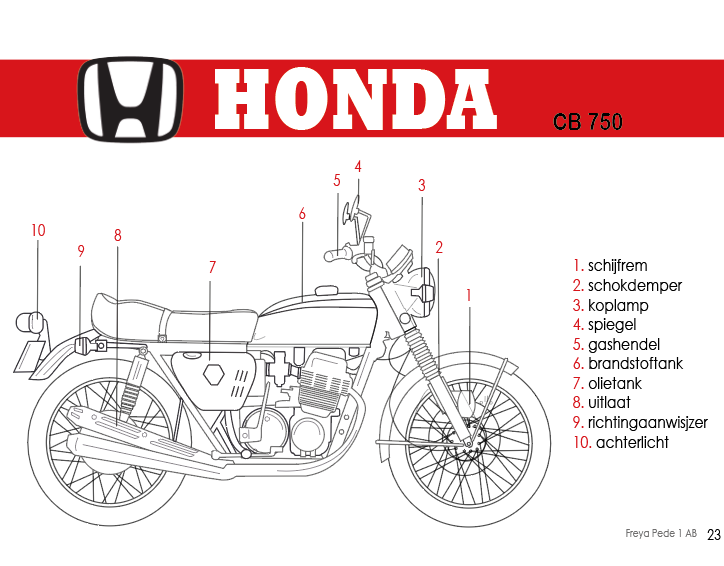 HONDA
CB 750
4
5
3
6
10
8
2
9
7
1
1. schijfrem
2. schokdemper
3. koplamp
4. spiegel
5. gashendel
6. brandstoftank
7. olietank
8. uitlaat
9. richtingaanwisjzer
10. achterlicht
Freya Pede 1 AB 23